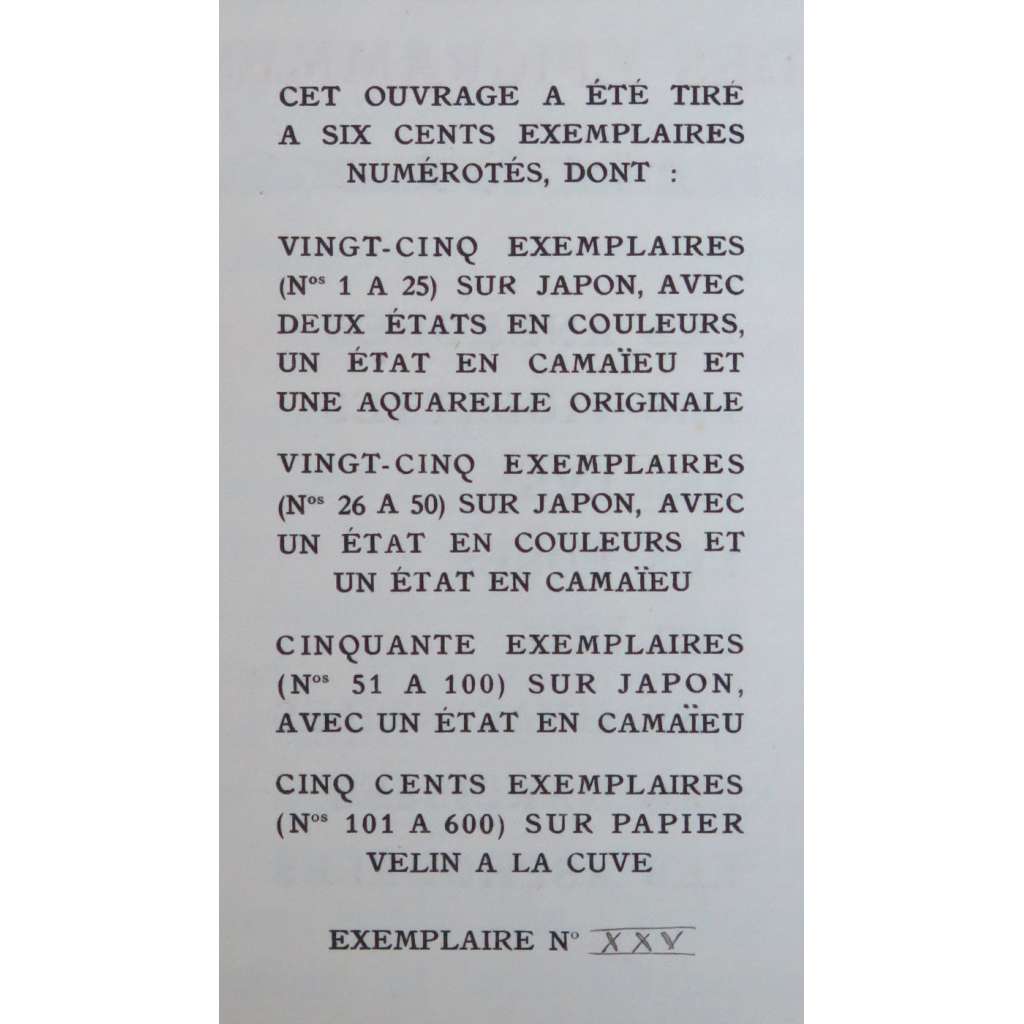 CET OUVRAGE A ÉTÉ TIRÉ
A SIX CENTS EXEMPLAIRES
NUMÉROTÉS, DONT :
VINGT-CINQ EXEMPLAIRES
(Nos 1 A 25) SUR JAPON, AVEC
DEUX ÉTATS EN COULEURS,
UN ÉTAT EN CAMAÏEU ET
UNE AQUARELLE ORIGINALE
VINGT-CINQ EXEMPLAIRES
(Nos 26 A 50) SUR JAPON, AVEC
UN ÉTAT EN COULEURS ET
UN ÉTAT EN CAMAÏEU
CINQUANTE EXEMPLAIRES
(Nos 51 A 100) SUR JAPON,
AVEC UN ÉTAT EN CAMAÏEU
CINQ CENTS EXEMPLAIRES
(Nos 101 A 600) SUR PAPIER
VELIN A LA CUVE
EXEMPLAIRE No XXV